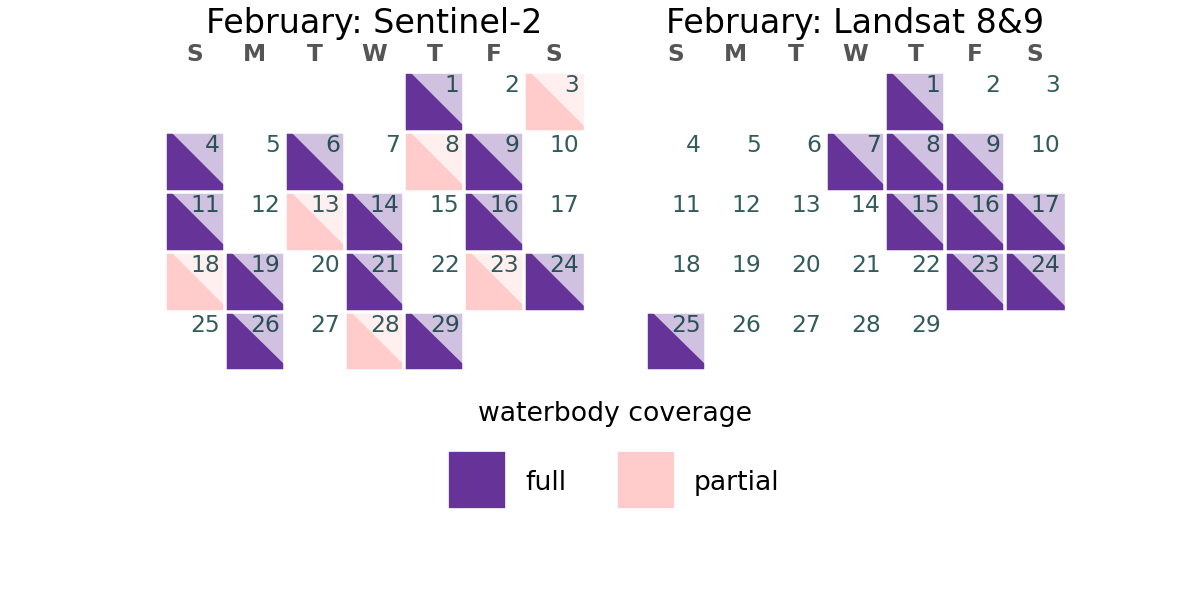 February: Sentinel-2
S M T W T F S
1 2 3
4 5 6 7 8 9 10
11 12 13 14 15 16 17
18 19 20 21 22 23 24
25 26 27 28 29
February: Landsat 8&9
S M T W T F S
1 2 3
4 5 6 7 8 9 10
11 12 13 14 15 16 17
18 19 20 21 22 23 24
25 26 27 28 29
waterbody coverage
full partial